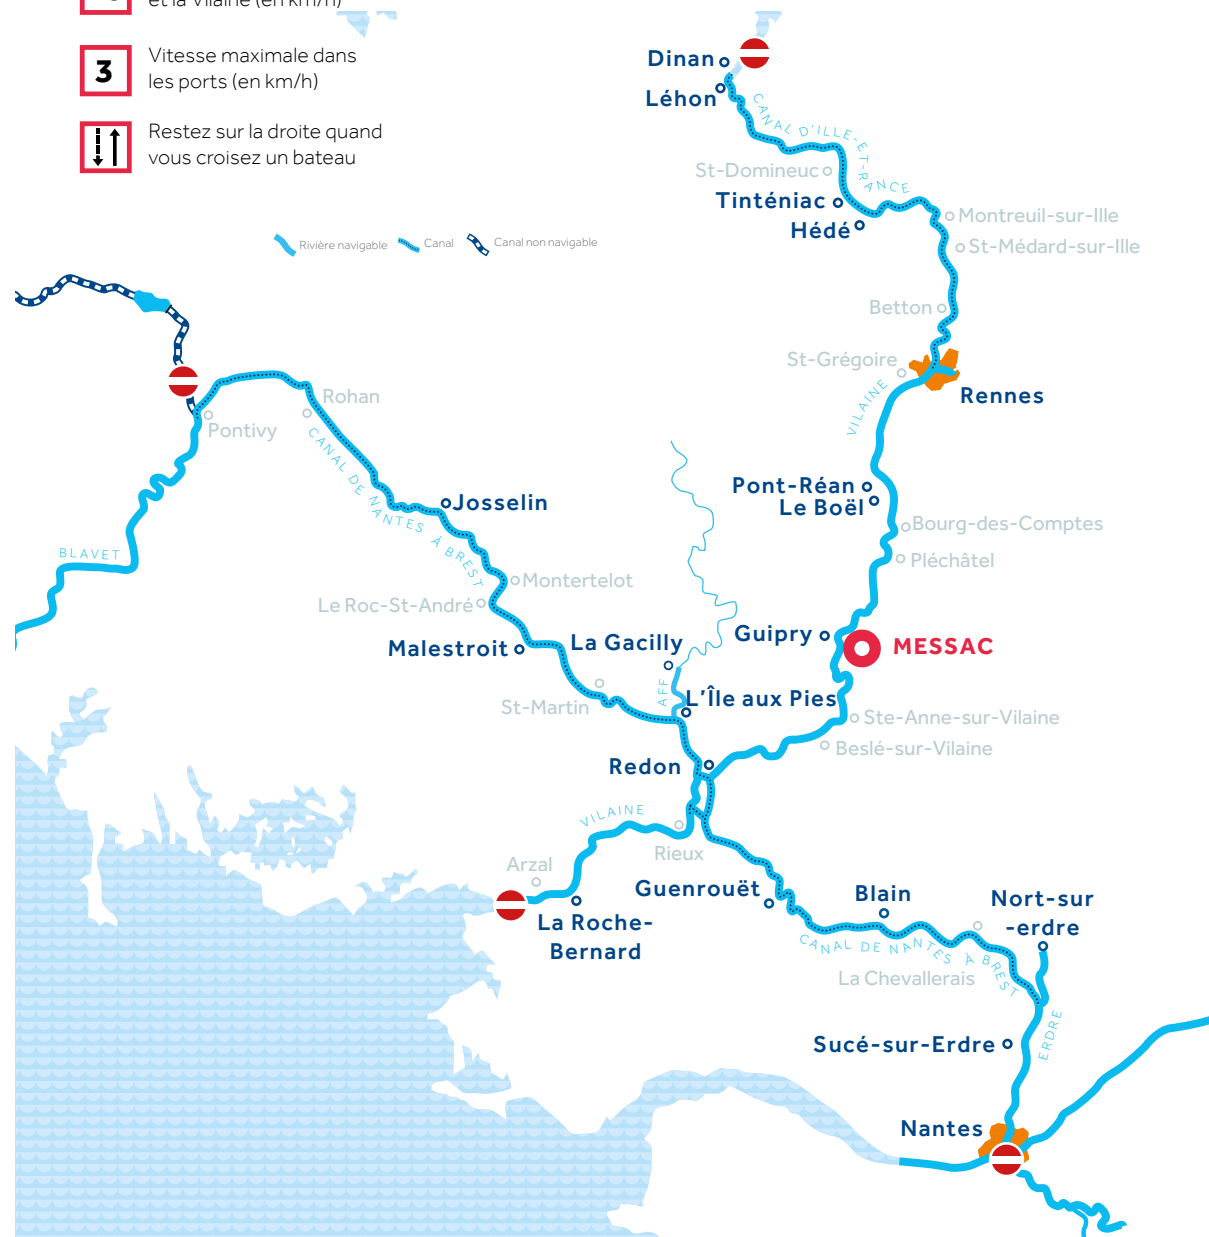 et la Vilaine (en km/h)
3
Vitesse maximale dans
les ports (en km/h)
Restez sur la droite quand
vous croisez un bateau
Rivière navigable
Canal
Canal non navigable
Dinan
Léhon
CANAL D'ILLE-ET-RANCE
St-Domineuc
Tinténiac
Hédé
Montreuil-sur-Ille
St-Médard-sur-Ille
Betton
St-Grégoire
Rennes
VILAINE
Rohan
Pontivy
CANAL DE NANTES À BREST
Josselin
Pont-Réan
Le Boël
Bourg-des-Comptes
Pléchâtel
BLAVET
Montertelot
Le Roc-St-André
Malestroit
La Gacilly
Guipry
MESSAC
AFF
L'Île aux Pies
St-Martin
Ste-Anne-sur-Vilaine
Beslé-sur-Vilaine
Redon
VILAINE
Rieux
Arzal
Guenrouët
La Roche-
Bernard
Blain
Nort-sur
-erdre
CANAL DE NANTES À BREST
La Chevallerais
ERDRE
Sucé-sur-Erdre
Nantes